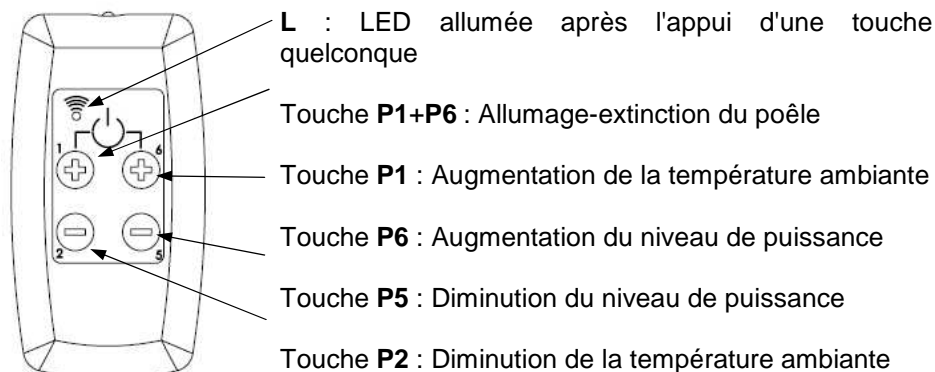 L : LED allumée après l'appui d'une touche
quelconque
Touche P1+P6 : Allumage-extinction du poêle
1
6
Touche P1 : Augmentation de la température ambiante
Touche P6 : Augmentation du niveau de puissance
2
5
Touche P5 : Diminution du niveau de puissance
Touche P2 : Diminution de la température ambiante